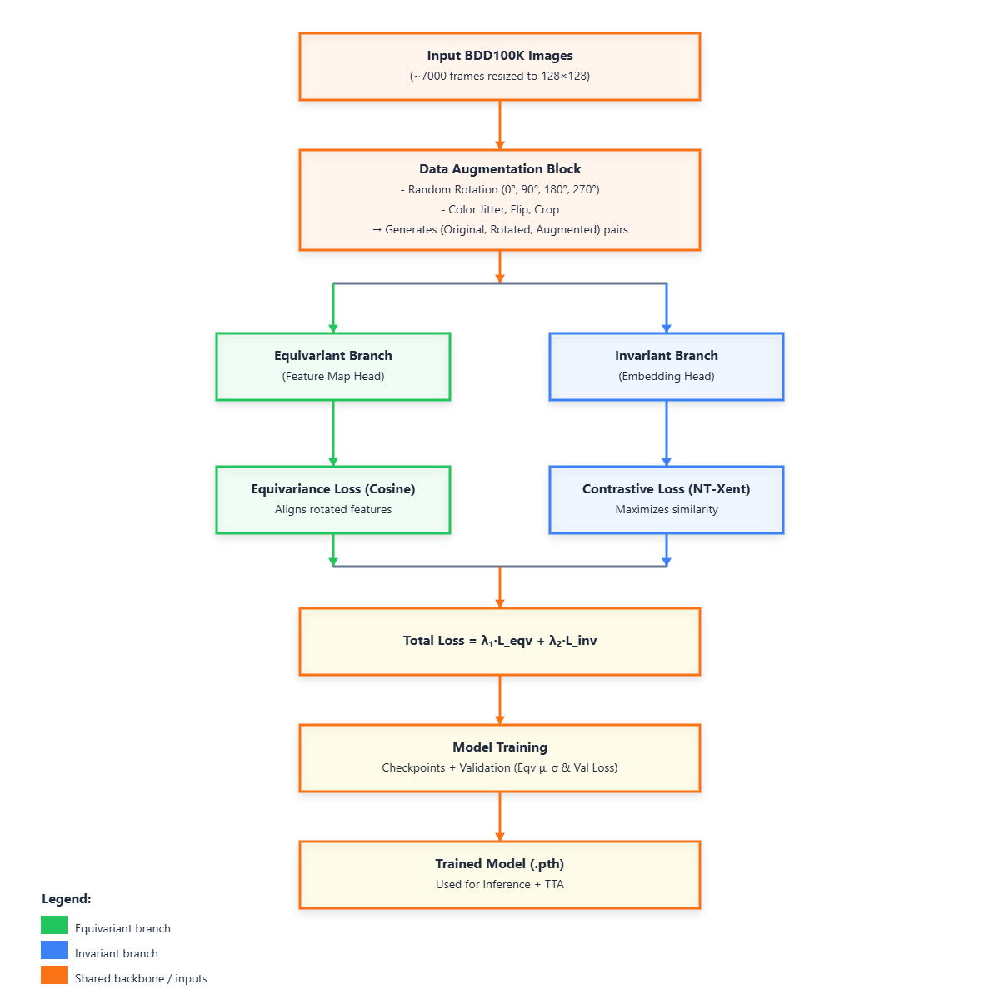 Input BDD100K Images
(~7000 frames resized to 128×128)
Data Augmentation Block
- Random Rotation (0°, 90°, 180°, 270°)
- Color Jitter, Flip, Crop
→ Generates (Original, Rotated, Augmented) pairs
Equivariant Branch
(Feature Map Head)
Invariant Branch
(Embedding Head)
Equivariance Loss (Cosine)
Aligns rotated features
Contrastive Loss (NT-Xent)
Maximizes similarity
Total Loss = λ₁·L_eqv + λ₂·L_inv
Model Training
Checkpoints + Validation (Eqv μ, σ & Val Loss)
Trained Model (.pth)
Used for Inference + TTA
Legend:
Equivariant branch
Invariant branch
Shared backbone / inputs